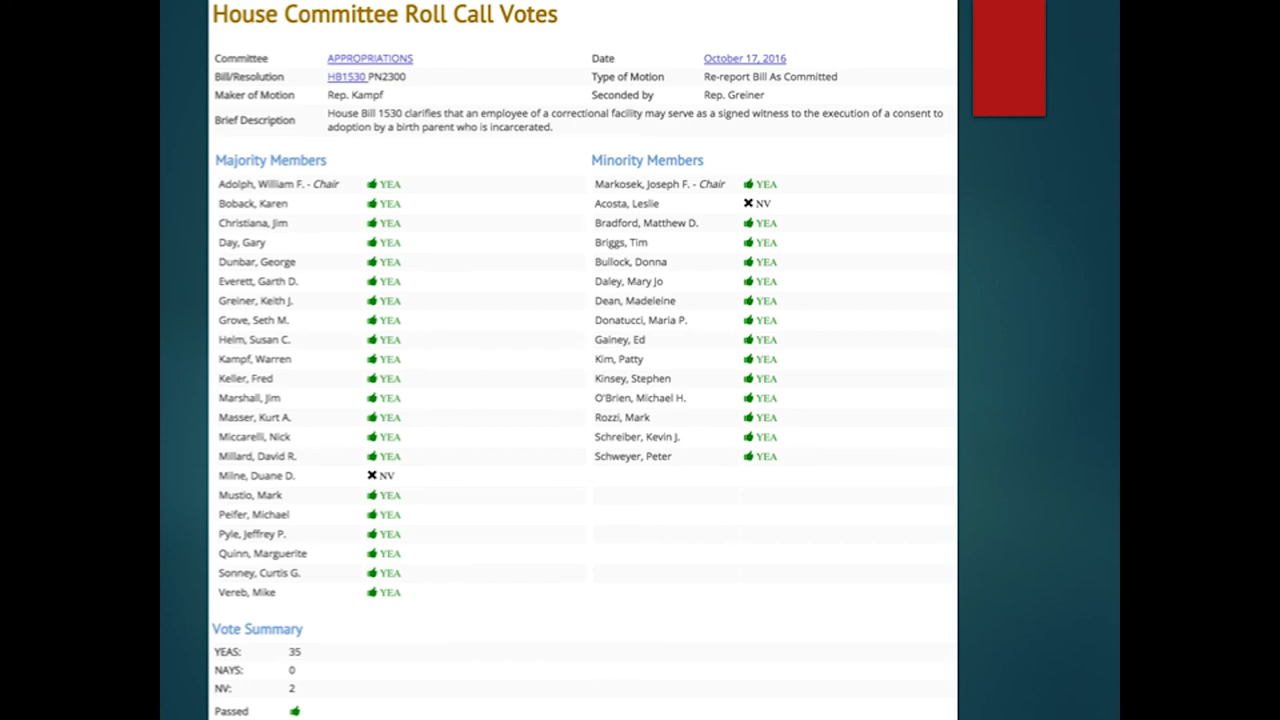 House Committee Roll Call Votes
Committee APPROPRIATIONS Date October 17, 2016
Bill/Resolution HB1530 PN2300 Type of Motion Re-report Bill As Committed
Maker of Motion Rep. Kampf Seconded by Rep. Greiner
Brief Description House Bill 1530 clarifies that an employee of a correctional facility may serve as a signed witness to the execution of a consent to
adoption by a birth parent who is incarcerated.
Majority Members Minority Members
Adolph, William F. - Chair YEA Markosek, Joseph F. - Chair YEA
Boback, Karen YEA Acosta, Leslie NV
Christiana, Jim YEA Bradford, Matthew D. YEA
Day, Gary YEA Briggs, Tim YEA
Dunbar, George YEA Bullock, Donna YEA
Everett, Garth D. YEA Daley, Mary Jo YEA
Greiner, Keith J. YEA Dean, Madeleine YEA
Grove, Seth M. YEA Donatucci, Maria P. YEA
Helm, Susan C. YEA Gainey, Ed YEA
Kampf, Warren YEA Kim, Patty YEA
Keller, Fred YEA Kinsey, Stephen YEA
Marshall, Jim YEA O'Brien, Michael H. YEA
Masser, Kurt A. YEA Rozzi, Mark YEA
Miccarelli, Nick YEA Schreiber, Kevin J. YEA
Millard, David R. YEA Schweyer, Peter YEA
Milne, Duane D. NV
Mustio, Mark YEA
Peifer, Michael YEA
Pyle, Jeffrey P. YEA
Quinn, Marguerite YEA
Sonney, Curtis G. YEA
Vereb, Mike YEA
Vote Summary
YEAS: 35
NAYS: 0
NV: 2
Passed